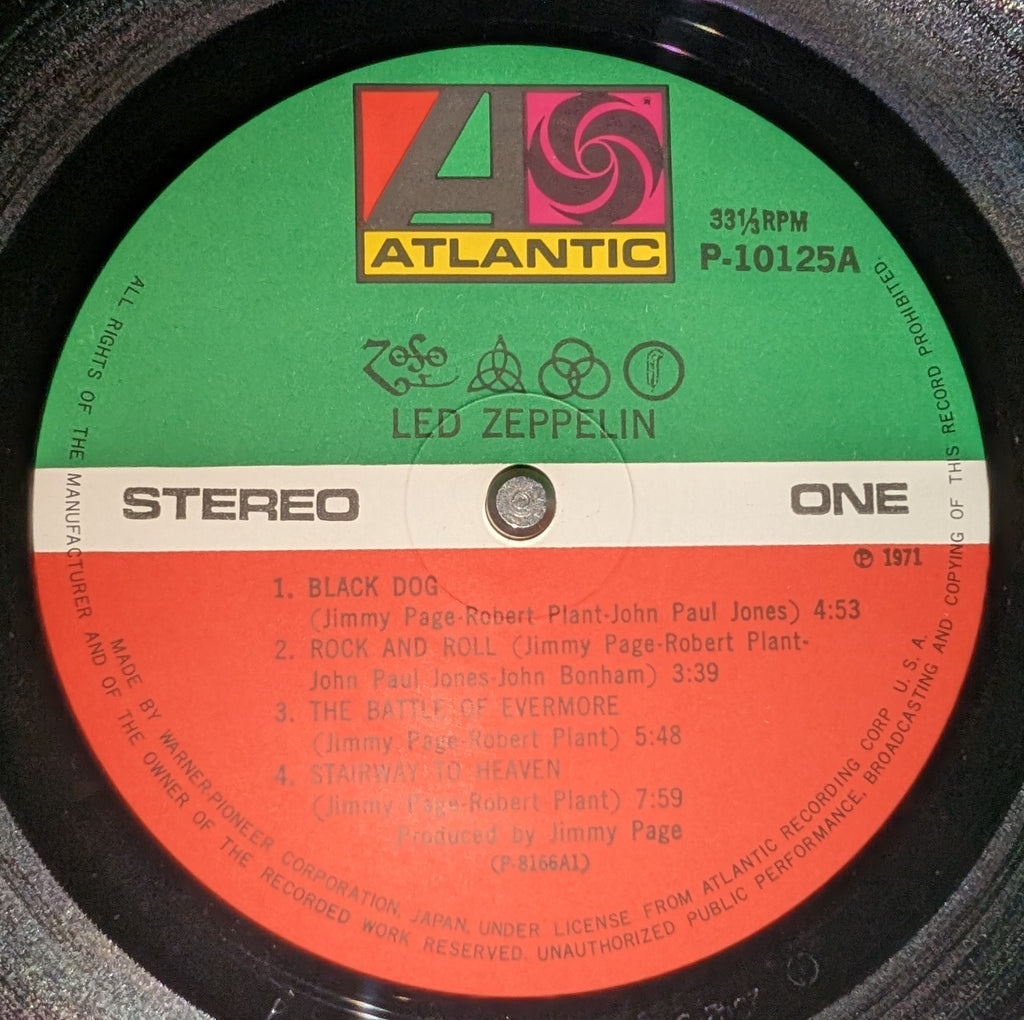 ATLANTIC
33⅓ RPM
P-10125A
LED ZEPPELIN
STEREO
ONE
℗ 1971
1. BLACK DOG
(Jimmy Page-Robert Plant-John Paul Jones) 4:53
2. ROCK AND ROLL (Jimmy Page-Robert Plant-
John Paul Jones-John Bonham) 3:39
3. THE BATTLE OF EVERMORE
(Jimmy Page-Robert Plant) 5:48
4. STAIRWAY TO HEAVEN
(Jimmy Page-Robert Plant) 7:59
Produced by Jimmy Page
(P-8166A1)
MADE BY WARNER-PIONEER CORPORATION, JAPAN, UNDER LICENSE FROM ATLANTIC RECORDING CORP U. S. A.
ALL RIGHTS OF THE MANUFACTURER AND OF THE OWNER OF THE RECORDED WORK RESERVED. UNAUTHORIZED PUBLIC PERFORMANCE, BROADCASTING AND COPYING OF THIS RECORD PROHIBITED.